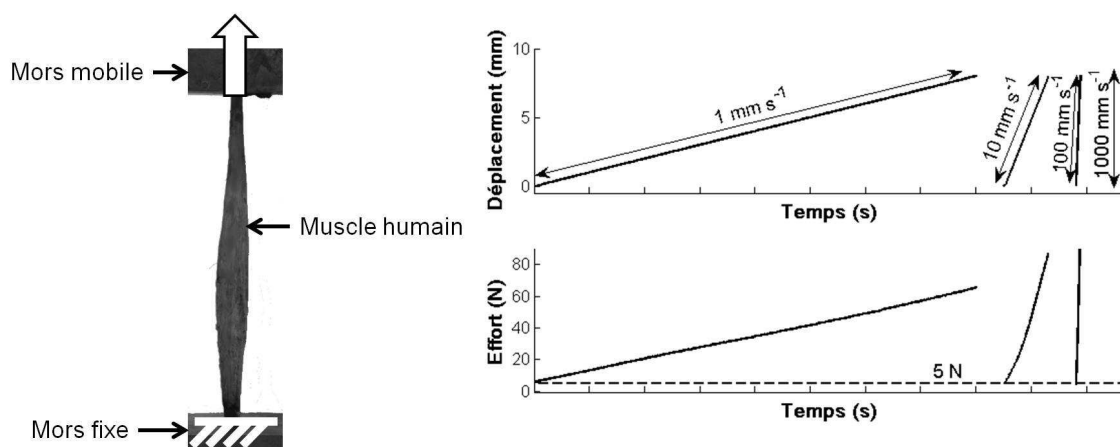 Mors mobile
Muscle humain
Mors fixe
Déplacement (mm)
10
5
0
1 mm s⁻¹
10 mm s⁻¹
100 mm s⁻¹
1000 mm s⁻¹
Temps (s)
Effort (N)
80
60
40
20
0
5 N
Temps (s)